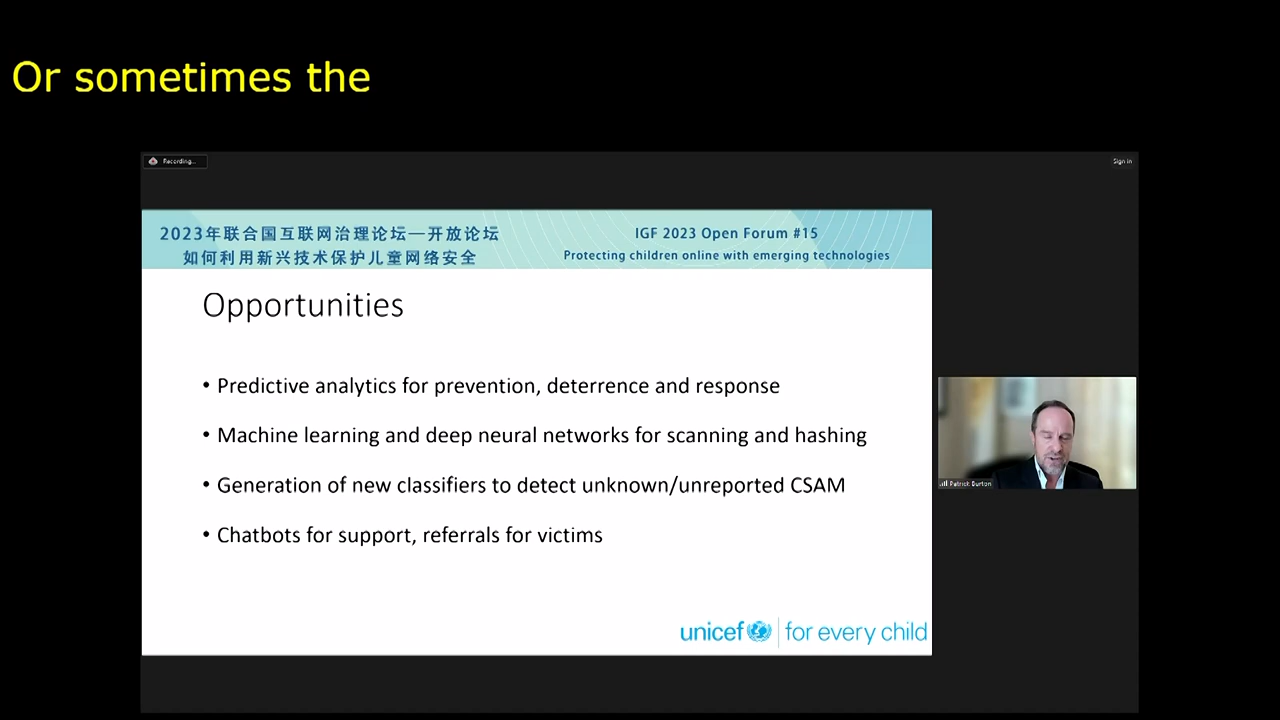 Or sometimes the
Recording...
Sign in
2023年联合国互联网治理论坛—开放论坛
如何利用新兴技术保护儿童网络安全
IGF 2023 Open Forum #15
Protecting children online with emerging technologies
Opportunities
• Predictive analytics for prevention, deterrence and response
• Machine learning and deep neural networks for scanning and hashing
• Generation of new classifiers to detect unknown/unreported CSAM
• Chatbots for support, referrals for victims
Patrick Burton
unicef for every child